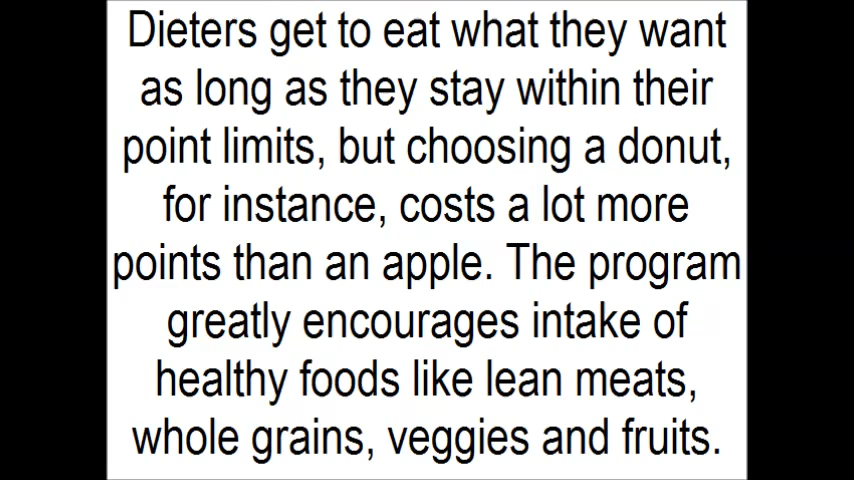 Dieters get to eat what they want
as long as they stay within their
point limits, but choosing a donut,
for instance, costs a lot more
points than an apple. The program
greatly encourages intake of
healthy foods like lean meats,
whole grains, veggies and fruits.